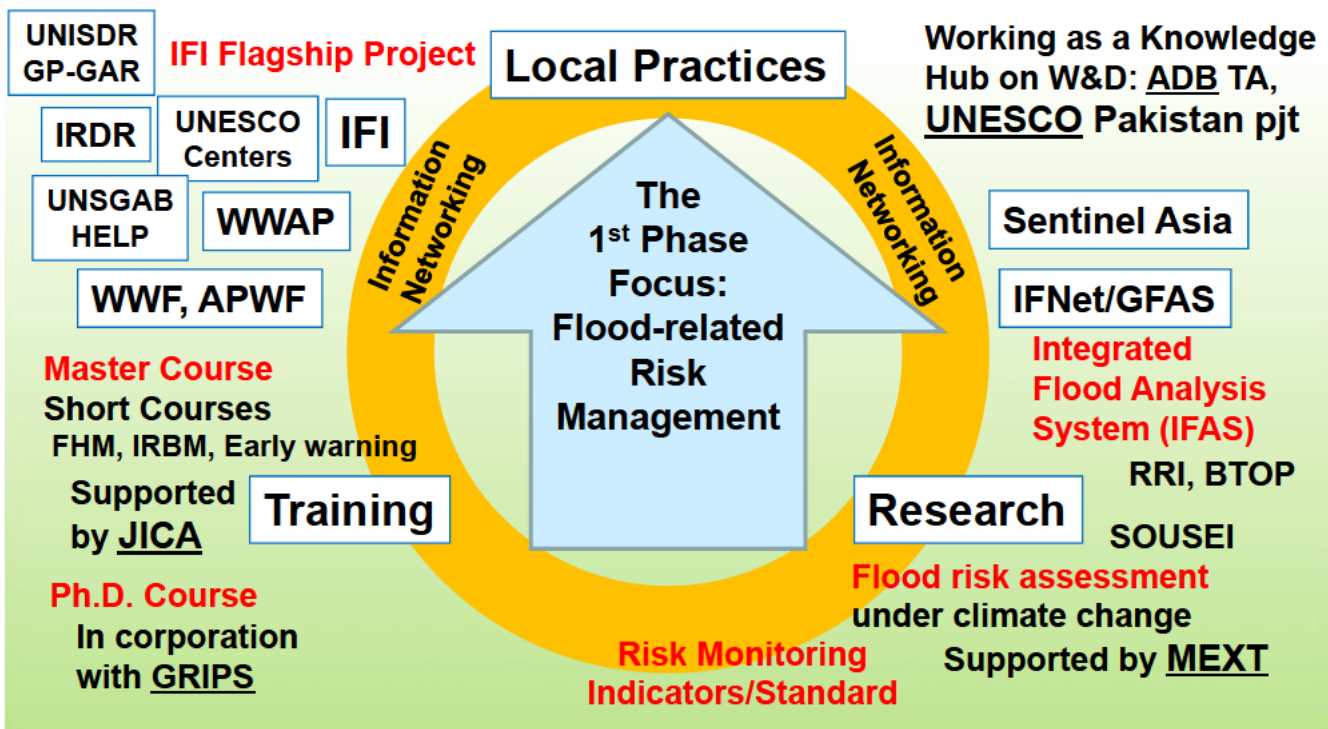 UNISDR
GP-GAR
IFI Flagship Project
Local Practices
Working as a Knowledge
Hub on W&D: ADB TA,
UNESCO Pakistan pjt
IRDR
UNESCO
Centers
IFI
UNSGAB
HELP
WWAP
WWF, APWF
Information
Networking
Information
Networking
The
1st Phase
Focus:
Flood-related
Risk
Management
Sentinel Asia
IFNet/GFAS
Integrated
Flood Analysis
System (IFAS)
RRI, BTOP
Master Course
Short Courses
FHM, IRBM, Early warning
Supported
by JICA
Training
Research
SOUSEI
Flood risk assessment
under climate change
Supported by MEXT
Ph.D. Course
In corporation
with GRIPS
Risk Monitoring
Indicators/Standard